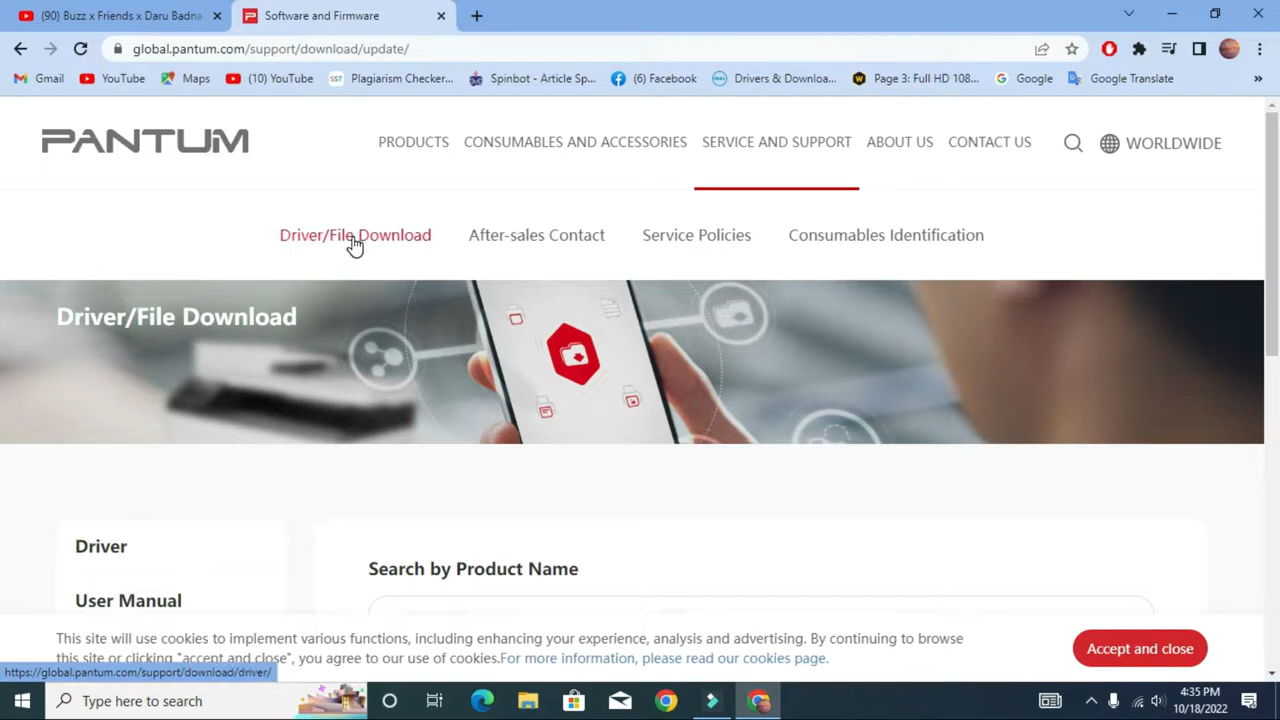 (90) Buzz x Friends x Daru Badna
Software and Firmware
global.pantum.com/support/download/update/
Gmail
YouTube
Maps
(10) YouTube
SST
Plagiarism Checker...
Spinbot - Article Sp...
(6) Facebook
Drivers & Downloa...
Page 3: Full HD 108...
Google
Google Translate
»
PANTUM
PRODUCTS
CONSUMABLES AND ACCESSORIES
SERVICE AND SUPPORT
ABOUT US
CONTACT US
WORLDWIDE
Driver/File Download
After-sales Contact
Service Policies
Consumables Identification
Driver/File Download
Driver
User Manual
Search by Product Name
This site will use cookies to implement various functions, including enhancing your experience, analysis and advertising. By continuing to browse
this site or clicking "accept and close", you agree to our use of cookies.For more information, please read our cookies page.
Accept and close
https://global.pantum.com/support/download/driver/
Type here to search
4:35 PM
10/18/2022